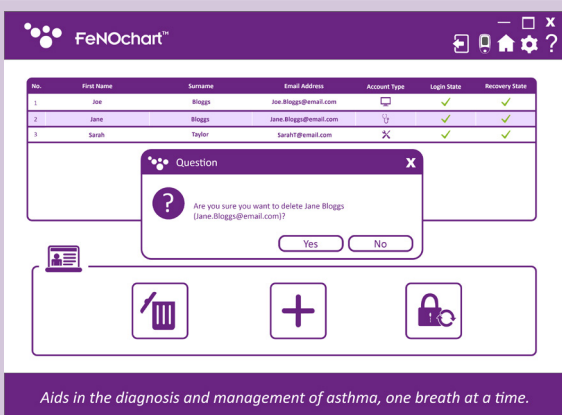 FeNOchart™
No. First Name Surname Email Address Account Type Login State Recovery State
1 Joe Bloggs Joe.Bloggs@email.com
2 Jane Bloggs Jane.Bloggs@email.com
3 Sarah Taylor SarahT@email.com
Question X
Are you sure you want to delete Jane Bloggs
(Jane.Bloggs@email.com)?
Yes No
Aids in the diagnosis and management of asthma, one breath at a time.